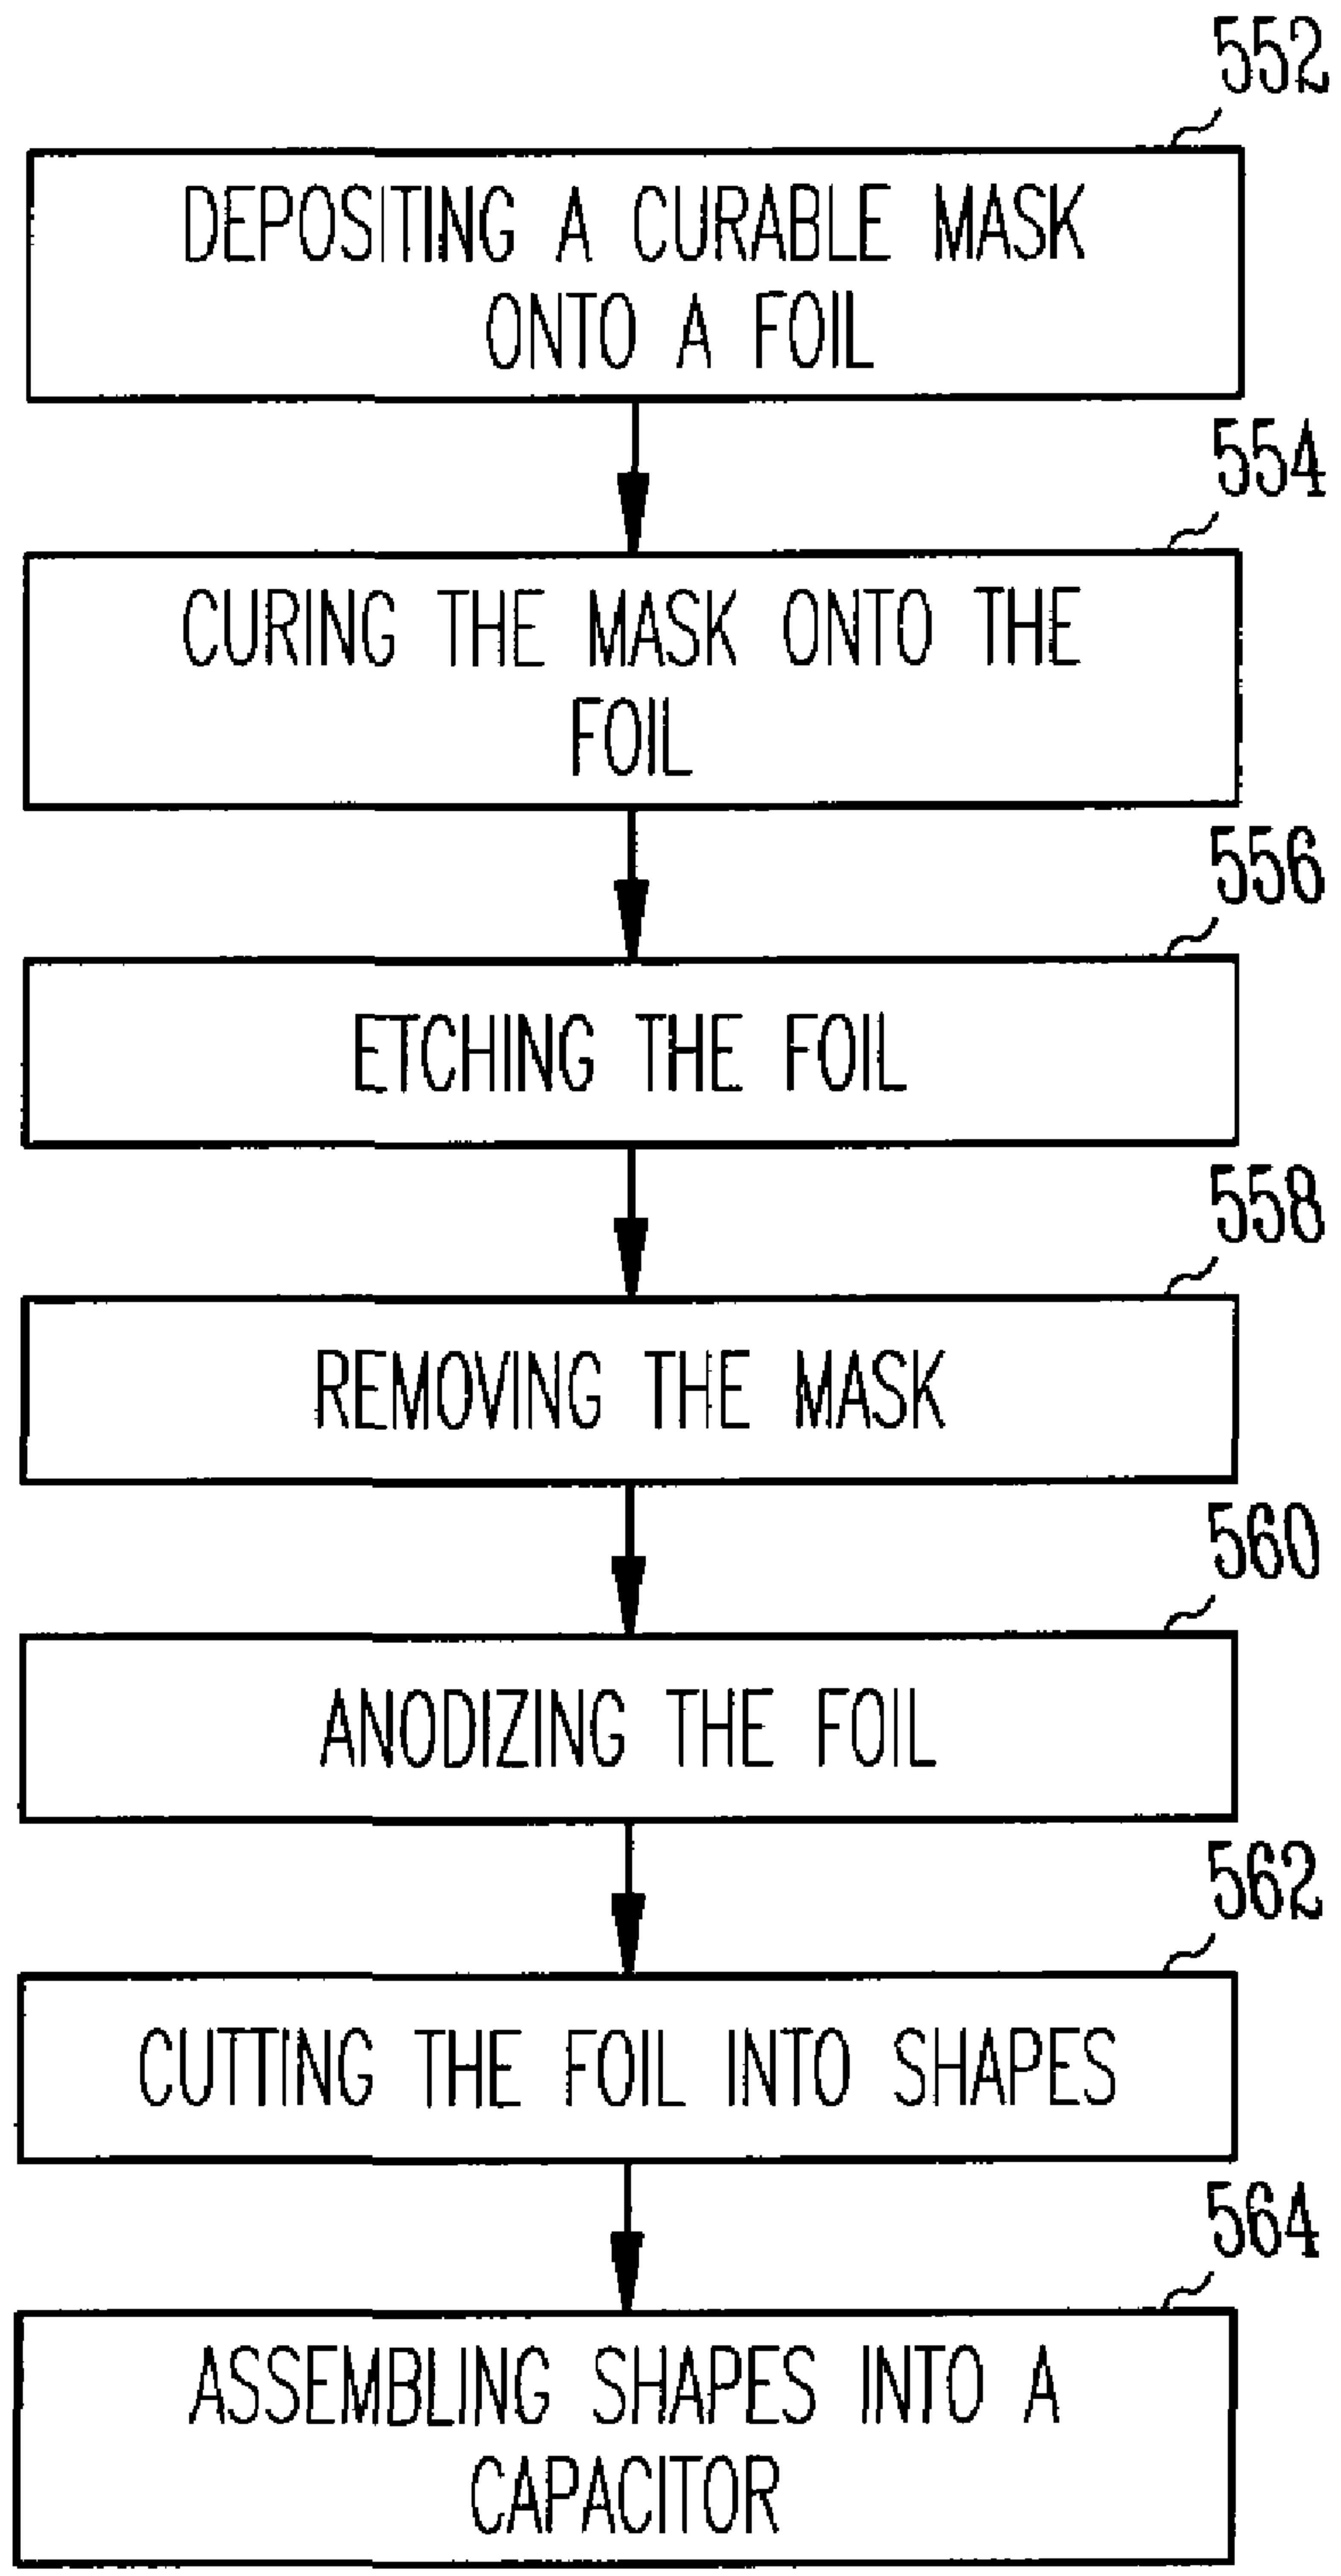 552
DEPOSITING A CURABLE MASK
ONTO A FOIL
554
CURING THE MASK ONTO THE
FOIL
556
ETCHING THE FOIL
558
REMOVING THE MASK
560
ANODIZING THE FOIL
562
CUTTING THE FOIL INTO SHAPES
564
ASSEMBLING SHAPES INTO A
CAPACITOR